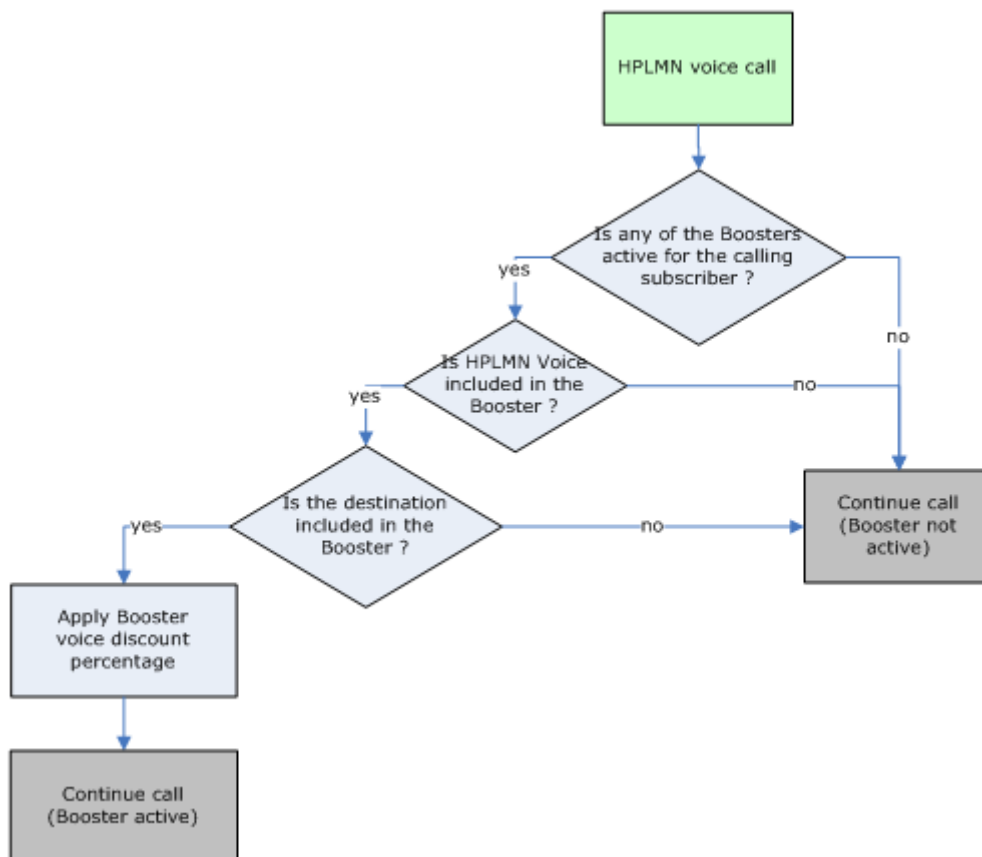 HPLMN voice call
Is any of the Boosters
active for the calling
subscriber ?
yes
no
Is HPLMN Voice
included in the
Booster ?
yes
no
Is the destination
included in the
Booster ?
yes
no
Continue call
(Booster not
active)
Apply Booster
voice discount
percentage
Continue call
(Booster active)